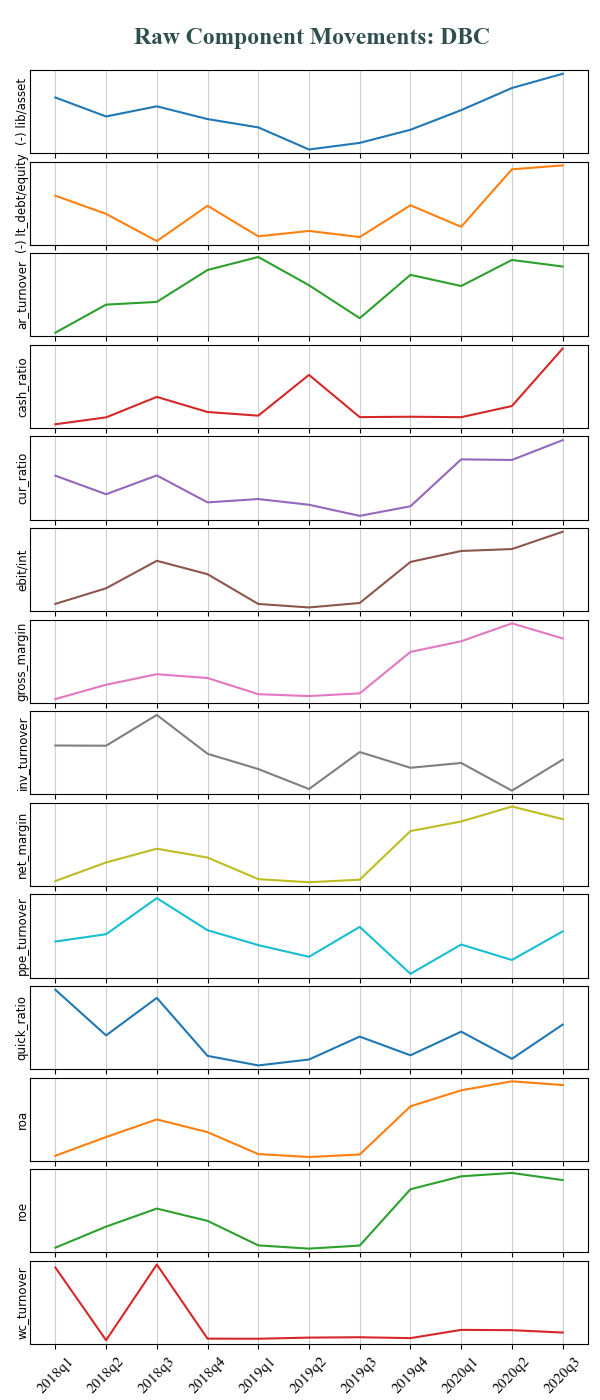 Raw Component Movements: DBC
(-) lib/asset
(-) lt_debt/equity
ar_turnover
cash_ratio
cur_ratio
ebit/int
gross_margin
inv_turnover
net_margin
ppe_turnover
quick_ratio
roa
roe
wc_turnover
2018q1 2018q2 2018q3 2018q4 2019q1 2019q2 2019q3 2019q4 2020q1 2020q2 2020q3